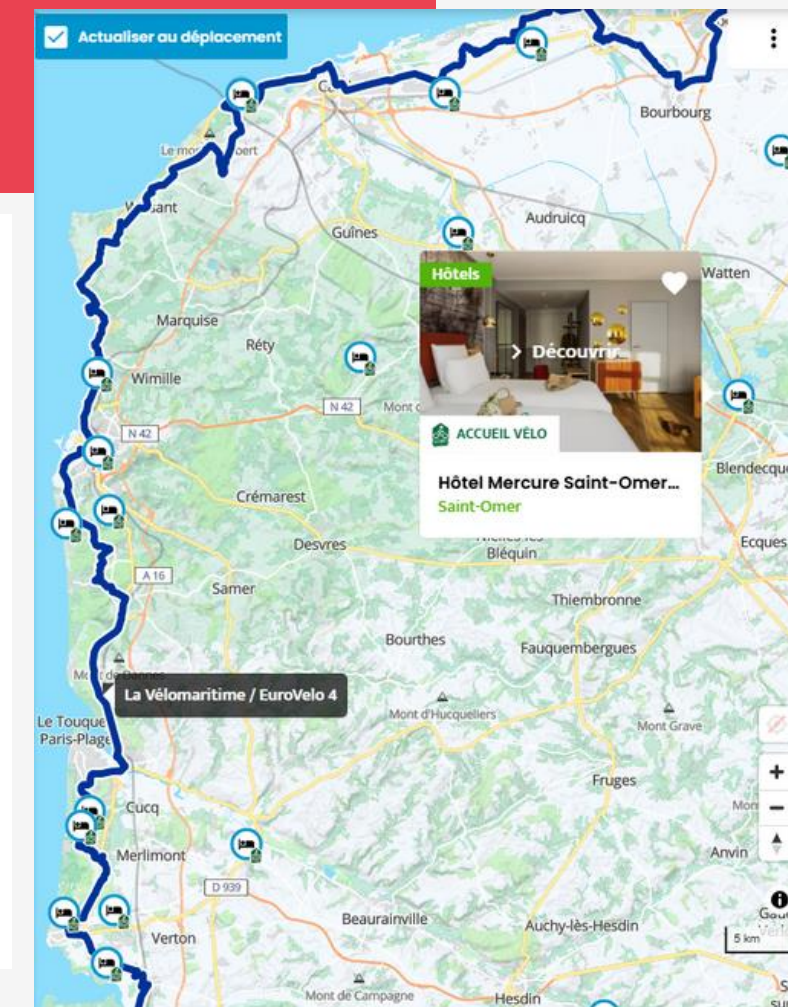 Actualiser au déplacement
Bourbourg
Audruicq
Guînes
Watten
Hôtels
Marquise
Réty
Découvrir
Wimille
N 42
N 42
ACCUEIL VÉLO
Hôtel Mercure Saint-Omer...
Saint-Omer
Crémarest
Desvres
Bléquin
Ecques
A 16
Samer
Thiembronne
Bourthes
Fauquembergues
La Vélomaritime / EuroVelo 4
Mont d'Hucqueliers
Mont Grave
Paris-Plage
Fruges
Cucq
Merlimont
Anvin
D 939
Beaurainville
Auchy-lès-Hesdin
Verton
5 km
Mont de Campagne
Hesdin